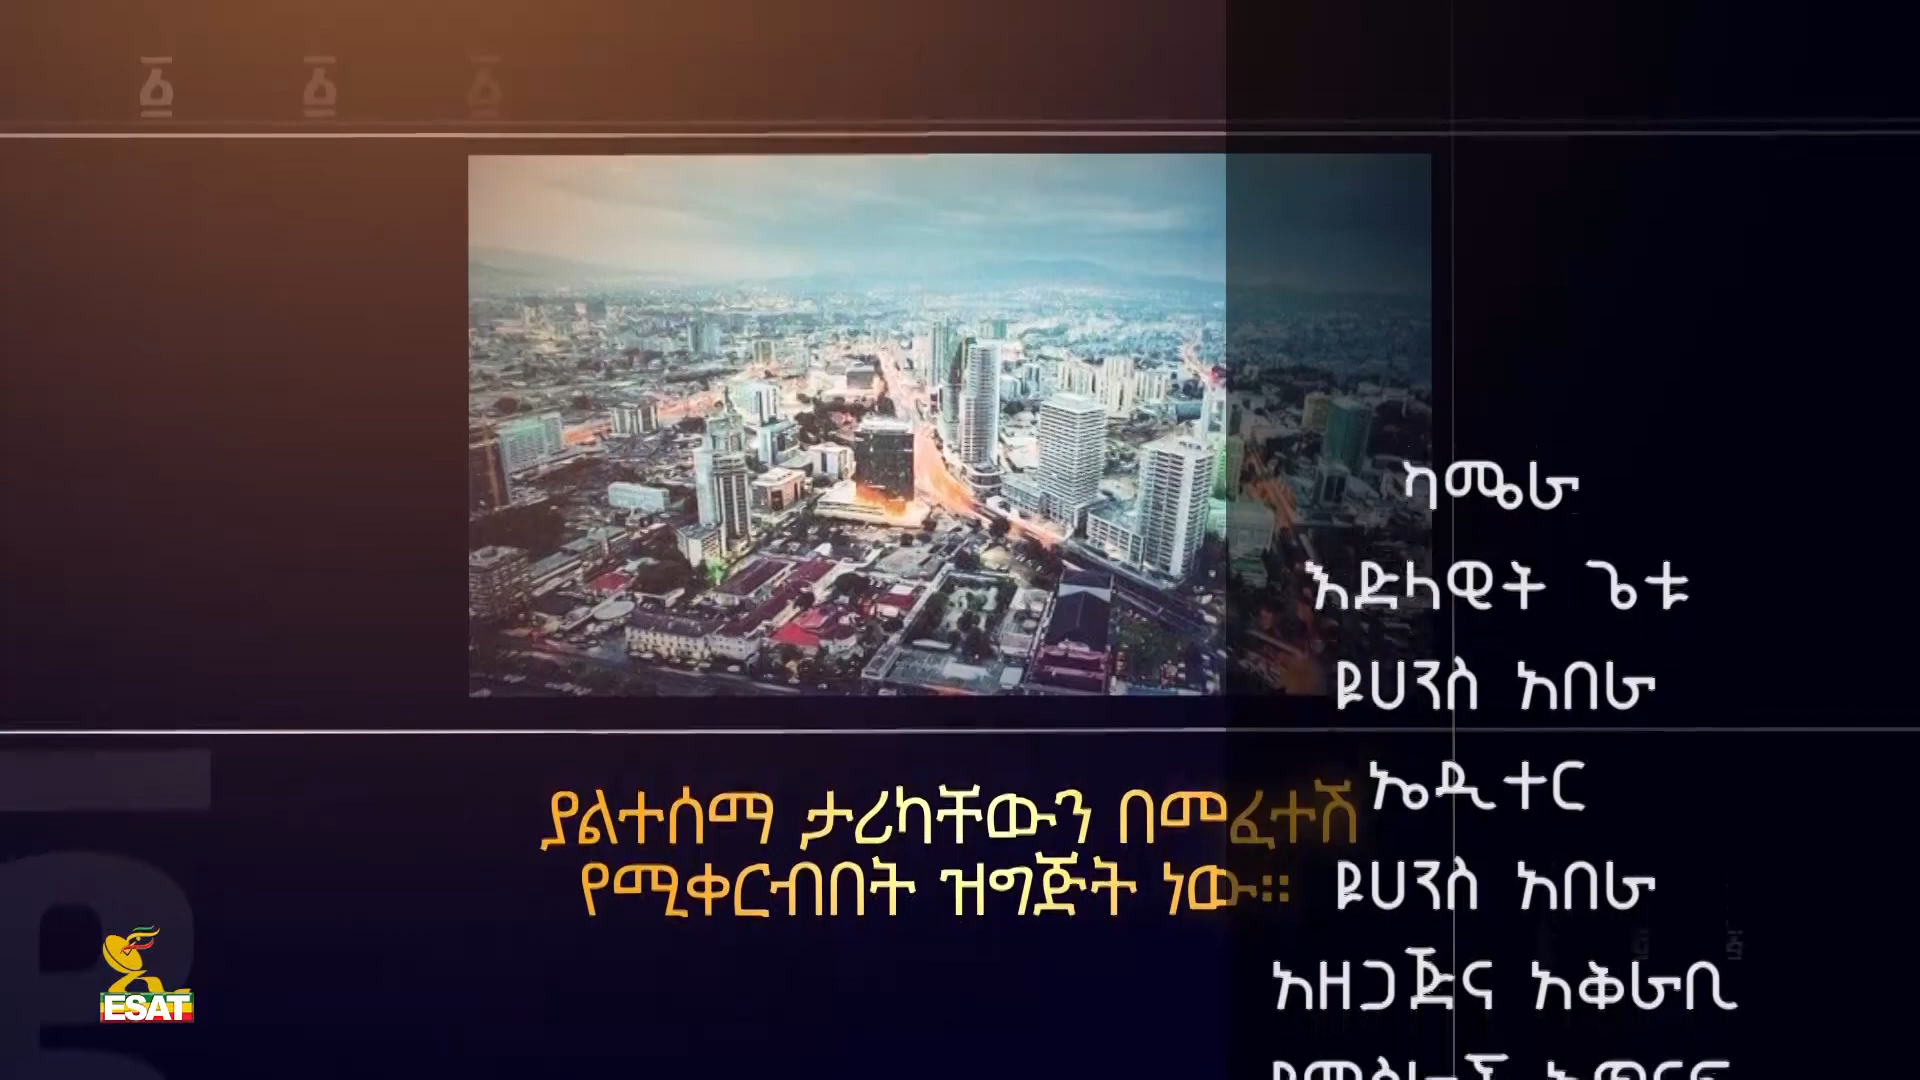 ያልተሰማ ታሪካቸውን በመፈተሽ
የሚቀርብበት ዝግጅት ነው።
ካሜራ
እድላዊት ጌቱ
ዩሀንስ አበራ
ኤዲተር
ዩሀንስ አበራ
አዘጋጅና አቅራቢ
ESAT